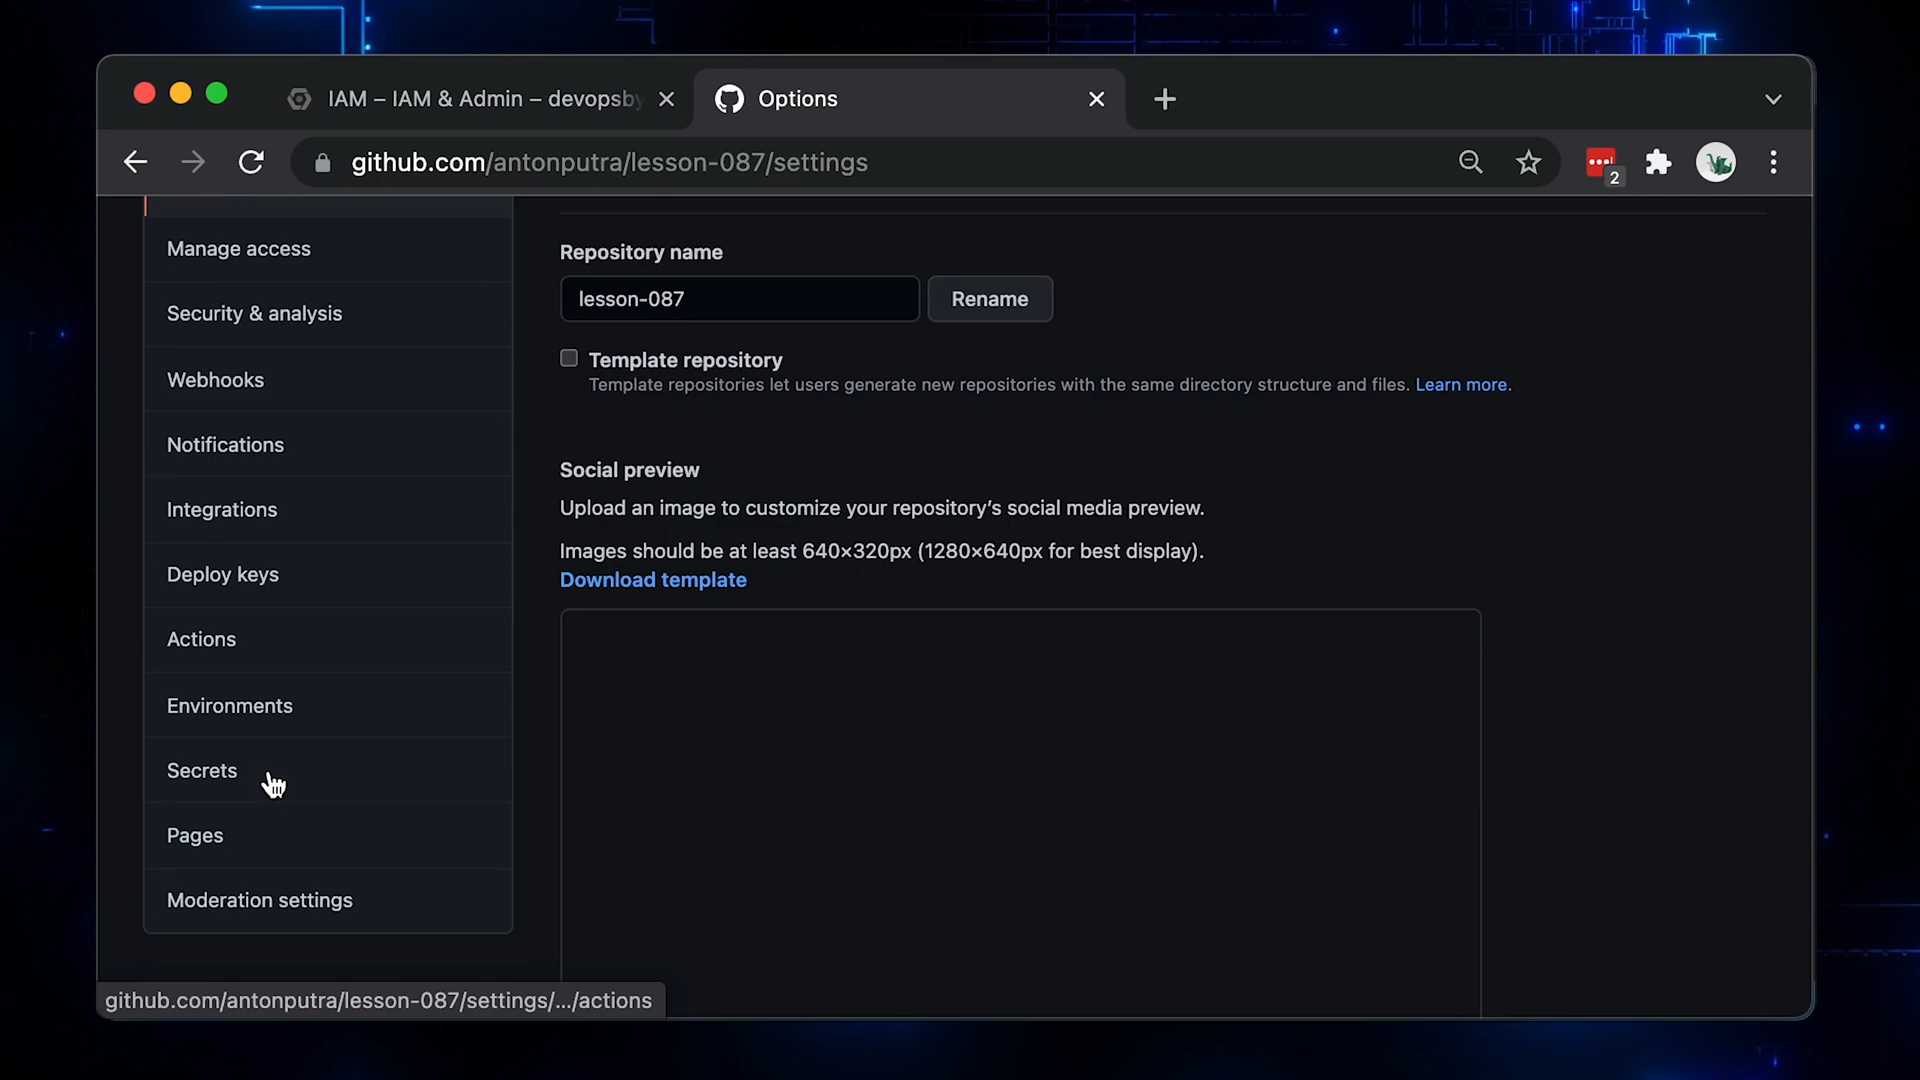 IAM – IAM & Admin – devopsby
Options
github.com/antonputra/lesson-087/settings
2
Manage access
Security & analysis
Webhooks
Notifications
Integrations
Deploy keys
Actions
Environments
Secrets
Pages
Moderation settings
Repository name
lesson-087
Rename
Template repository
Template repositories let users generate new repositories with the same directory structure and files. Learn more.
Social preview
Upload an image to customize your repository’s social media preview.
Images should be at least 640×320px (1280×640px for best display).
Download template
github.com/antonputra/lesson-087/settings/.../actions